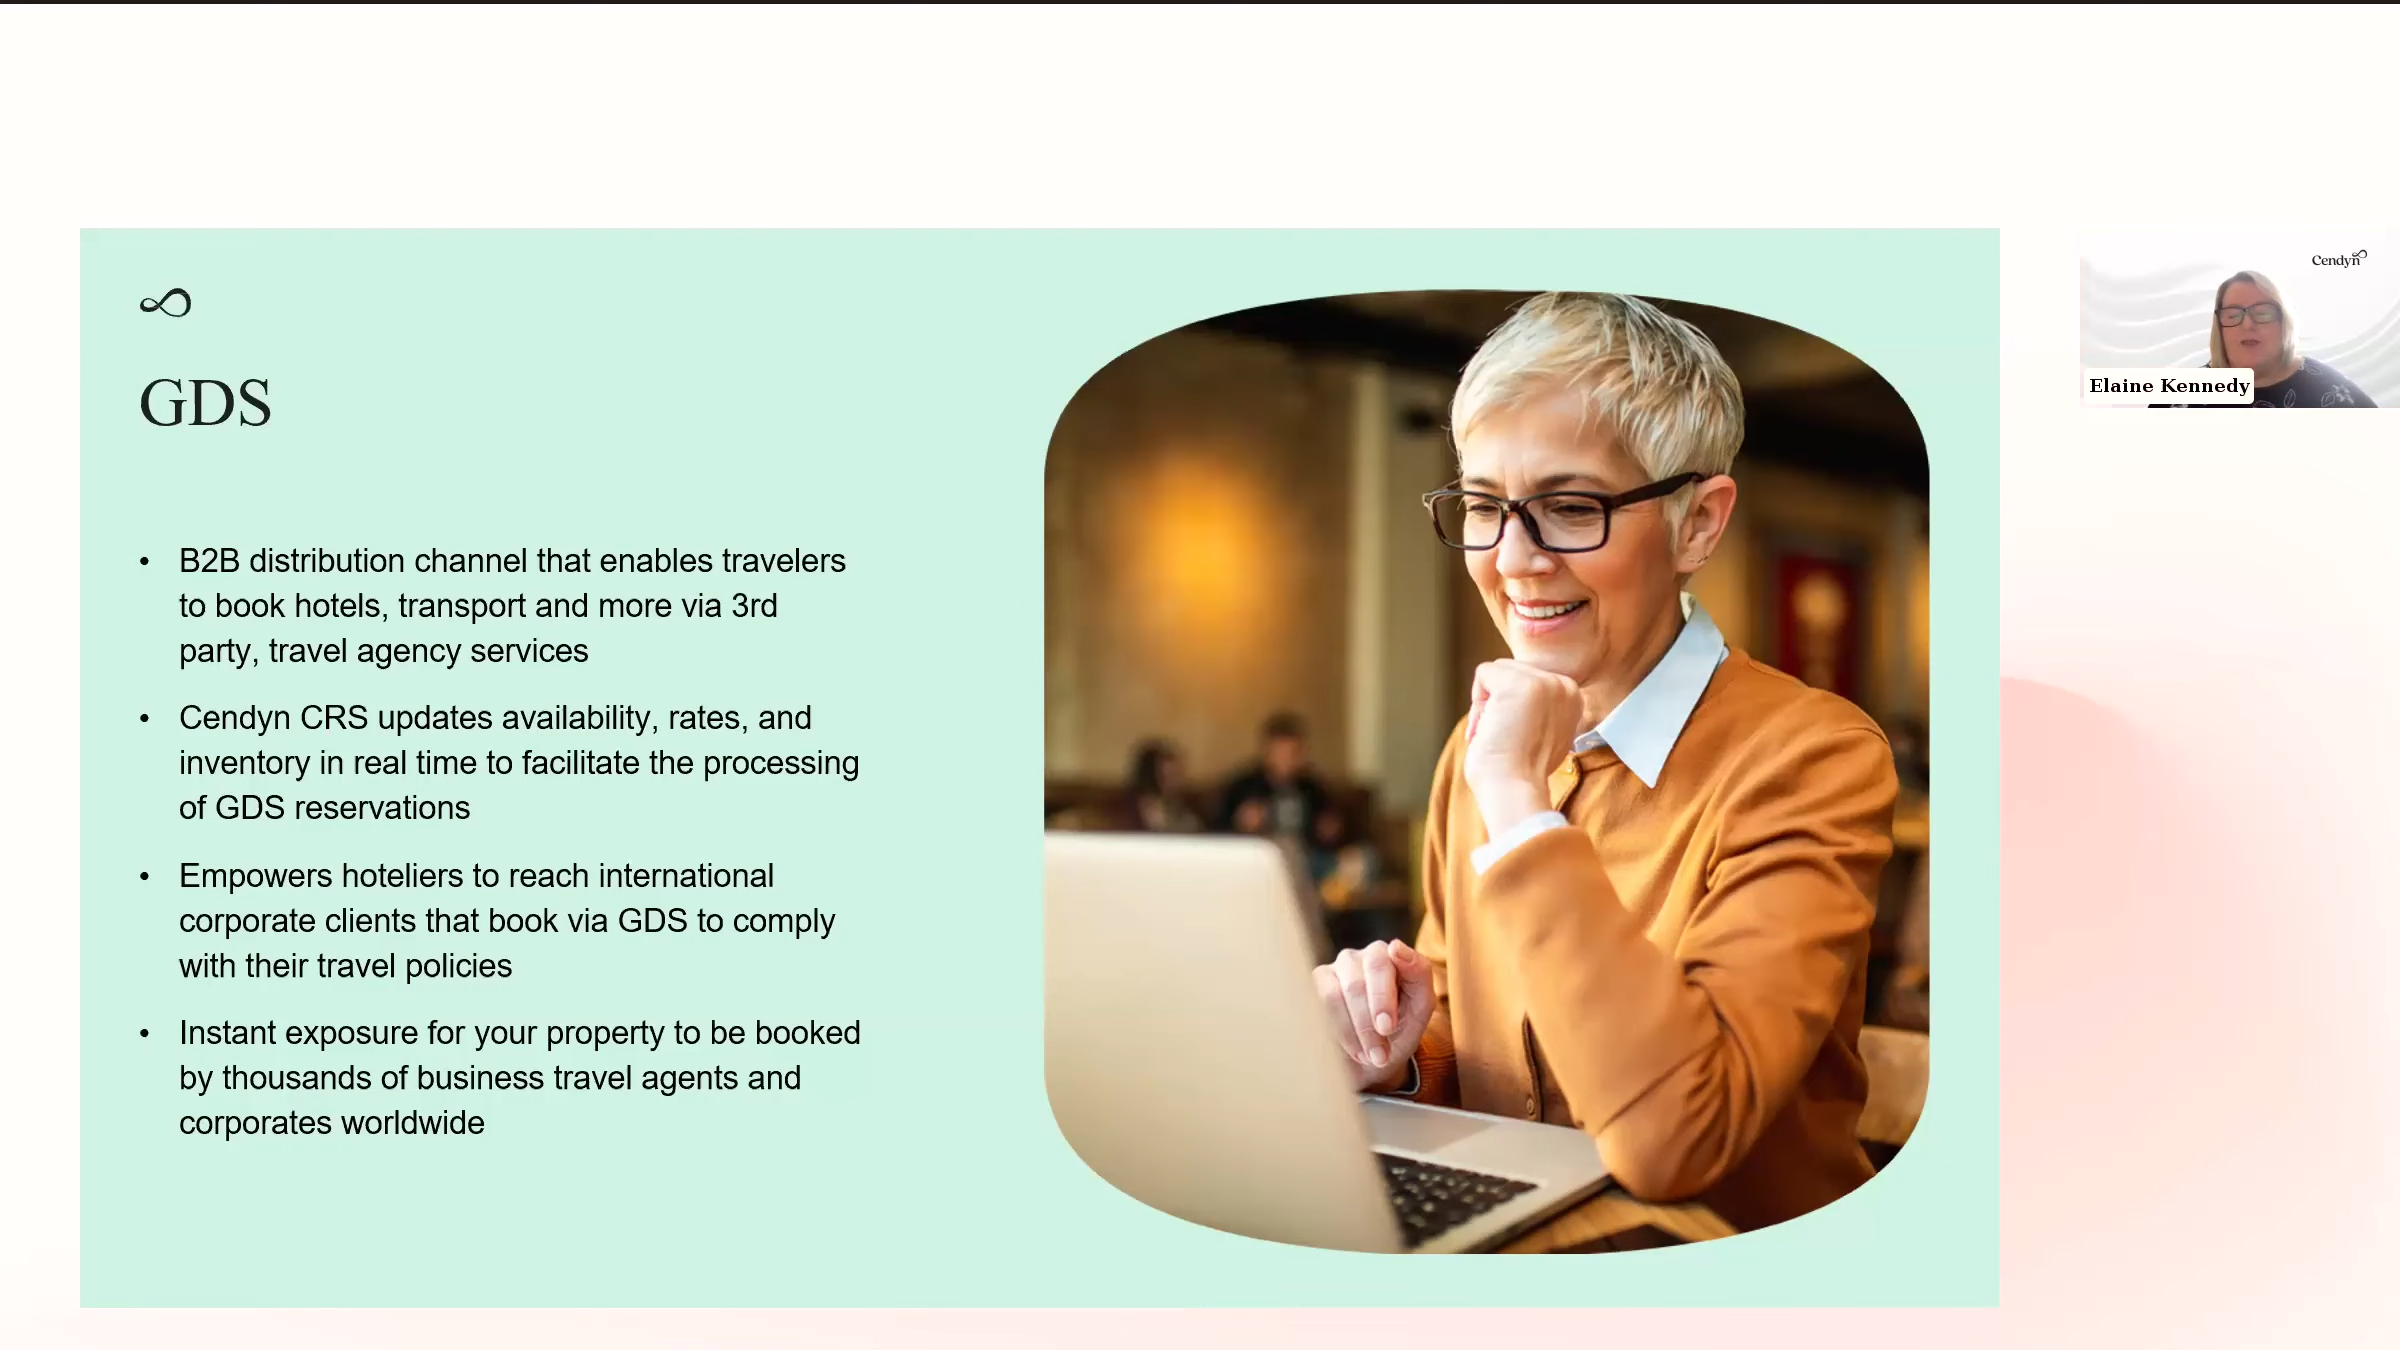 GDS
• B2B distribution channel that enables travelers
to book hotels, transport and more via 3rd
party, travel agency services
• Cendyn CRS updates availability, rates, and
inventory in real time to facilitate the processing
of GDS reservations
• Empowers hoteliers to reach international
corporate clients that book via GDS to comply
with their travel policies
• Instant exposure for your property to be booked
by thousands of business travel agents and
corporates worldwide
Cendyn
Elaine Kennedy